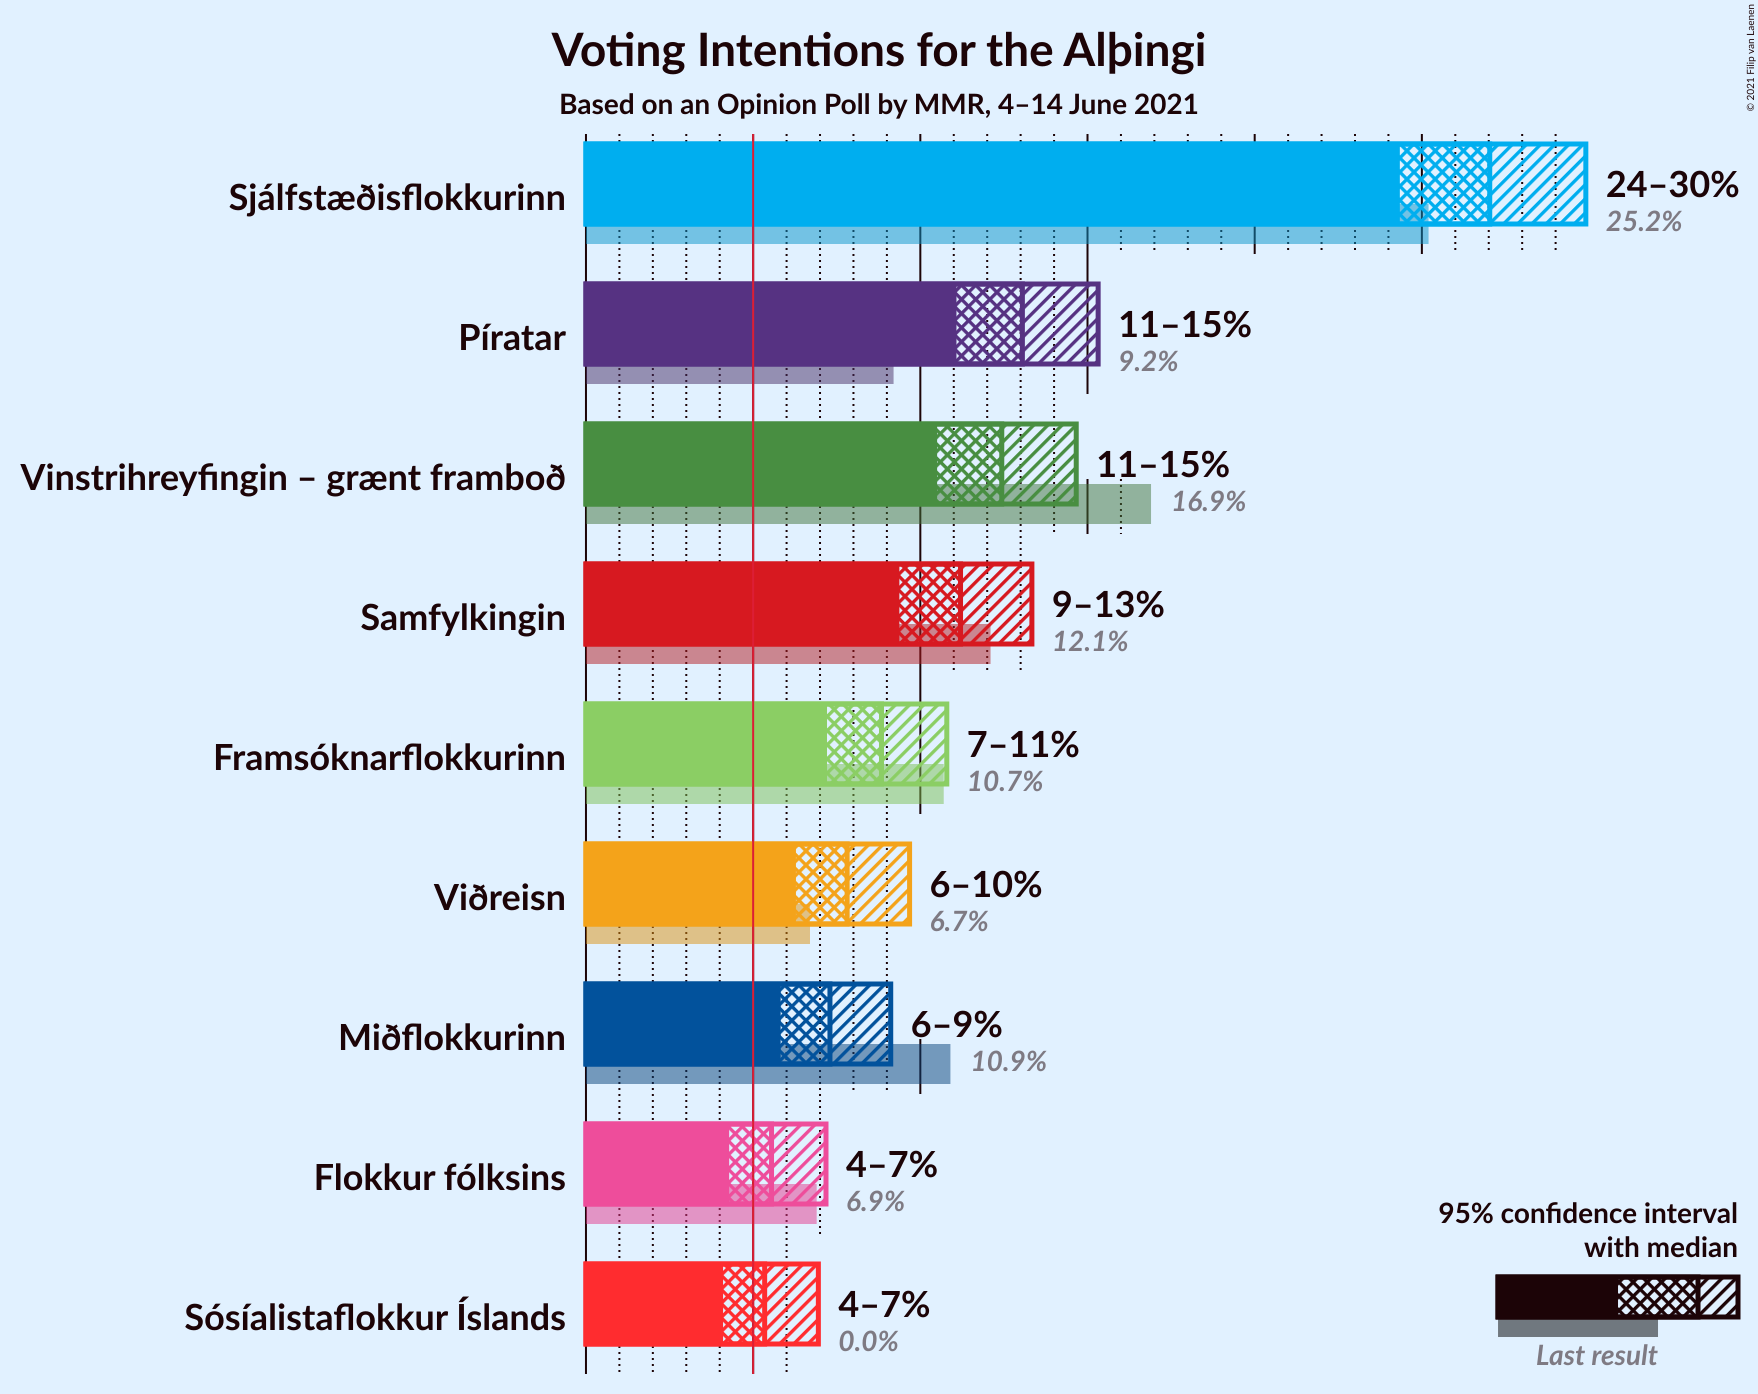 Voting Intentions for the Alþingi
Based on an Opinion Poll by MMR, 4–14 June 2021
© 2021 Filip van Laenen
Sjálfstæðisflokkurinn
24–30%
25.2%
Píratar
11–15%
9.2%
Vinstrihreyfingin – grænt framboð
11–15%
16.9%
Samfylkingin
9–13%
12.1%
Framsóknarflokkurinn
7–11%
10.7%
Viðreisn
6–10%
6.7%
Miðflokkurinn
6–9%
10.9%
Flokkur fólksins
4–7%
6.9%
Sósíalistaflokkur Íslands
4–7%
0.0%
95% confidence interval
with median
Last result